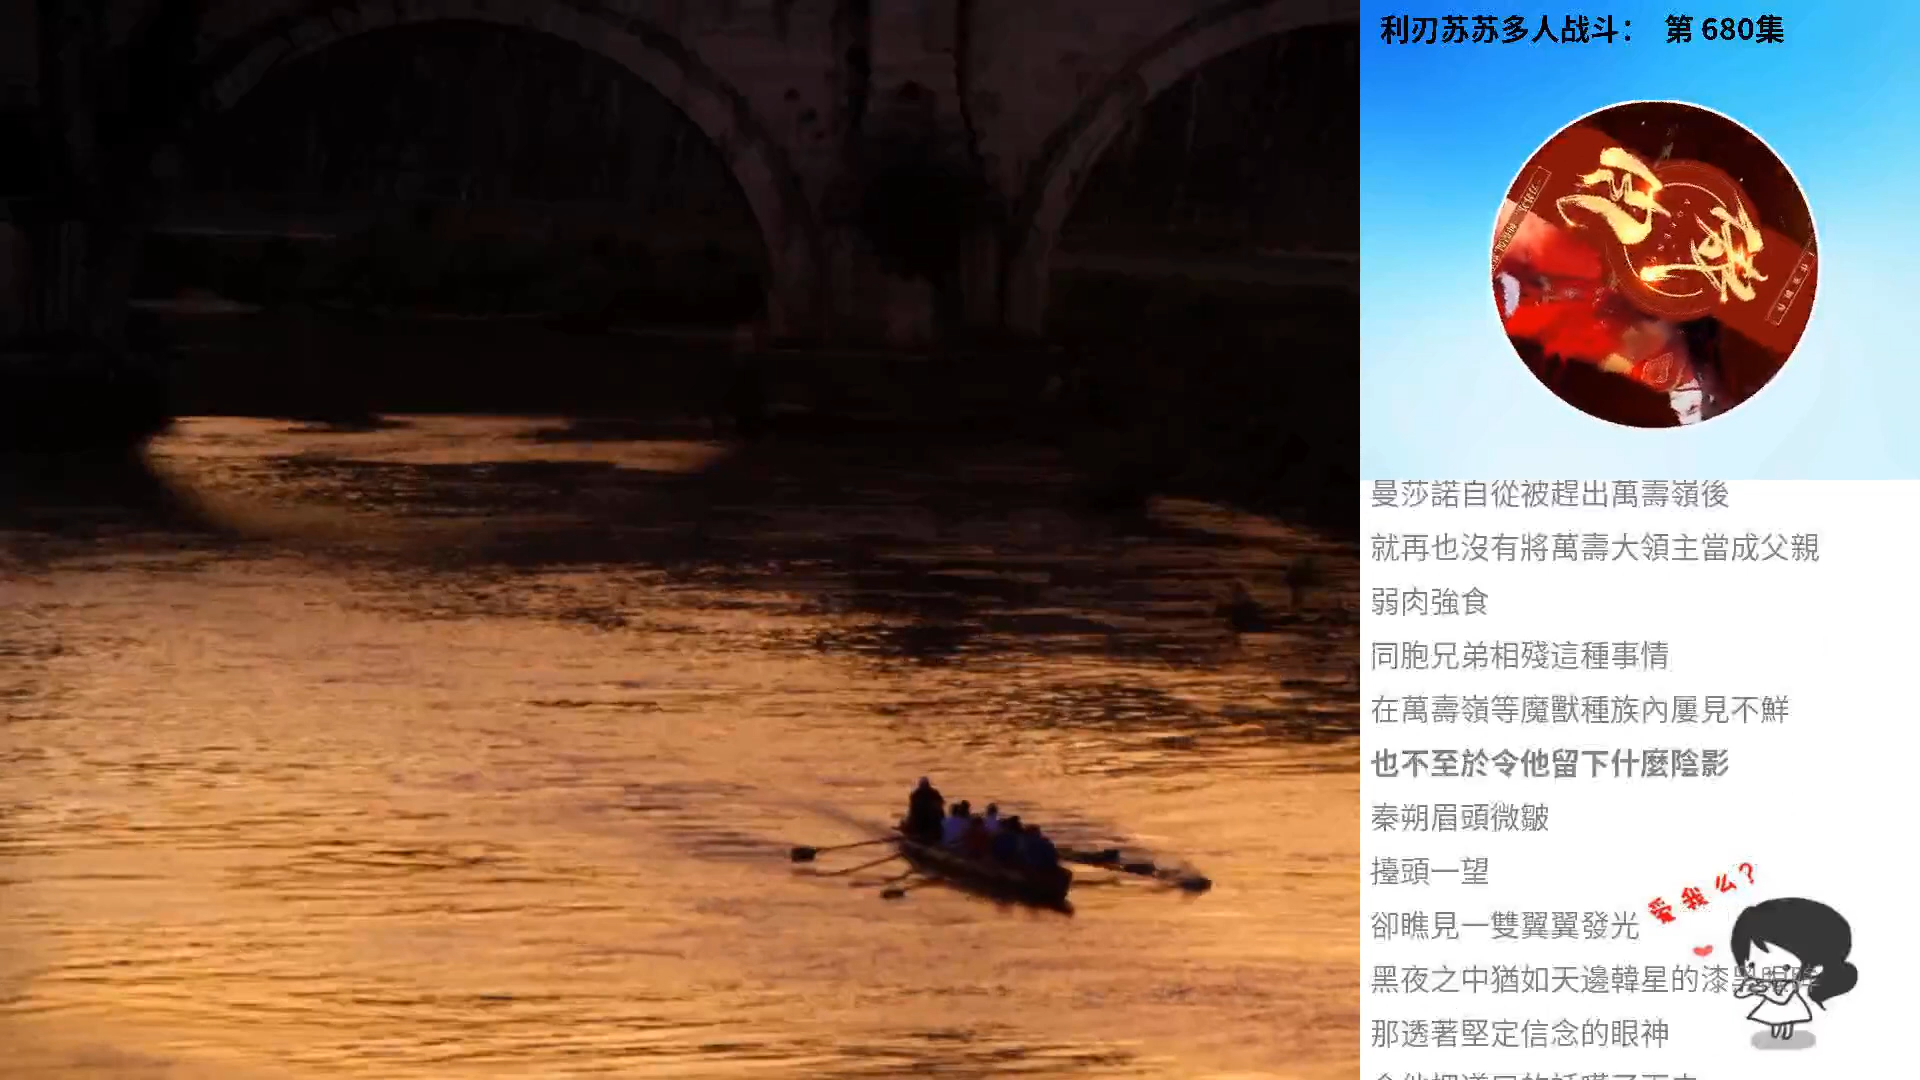 利刃苏苏多人战斗： 第 680集
曼莎諾自從被趕出萬壽嶺後
就再也沒有將萬壽大領主當成父親
弱肉強食
同胞兄弟相殘這種事情
在萬壽嶺等魔獸種族內屢見不鮮
也不至於令他留下什麼陰影
秦朔眉頭微皺
擡頭一望
愛我么？
卻瞧見一雙翼翼發光
黑夜之中猶如天邊韓星的漆黑眼眸
那透著堅定信念的眼神